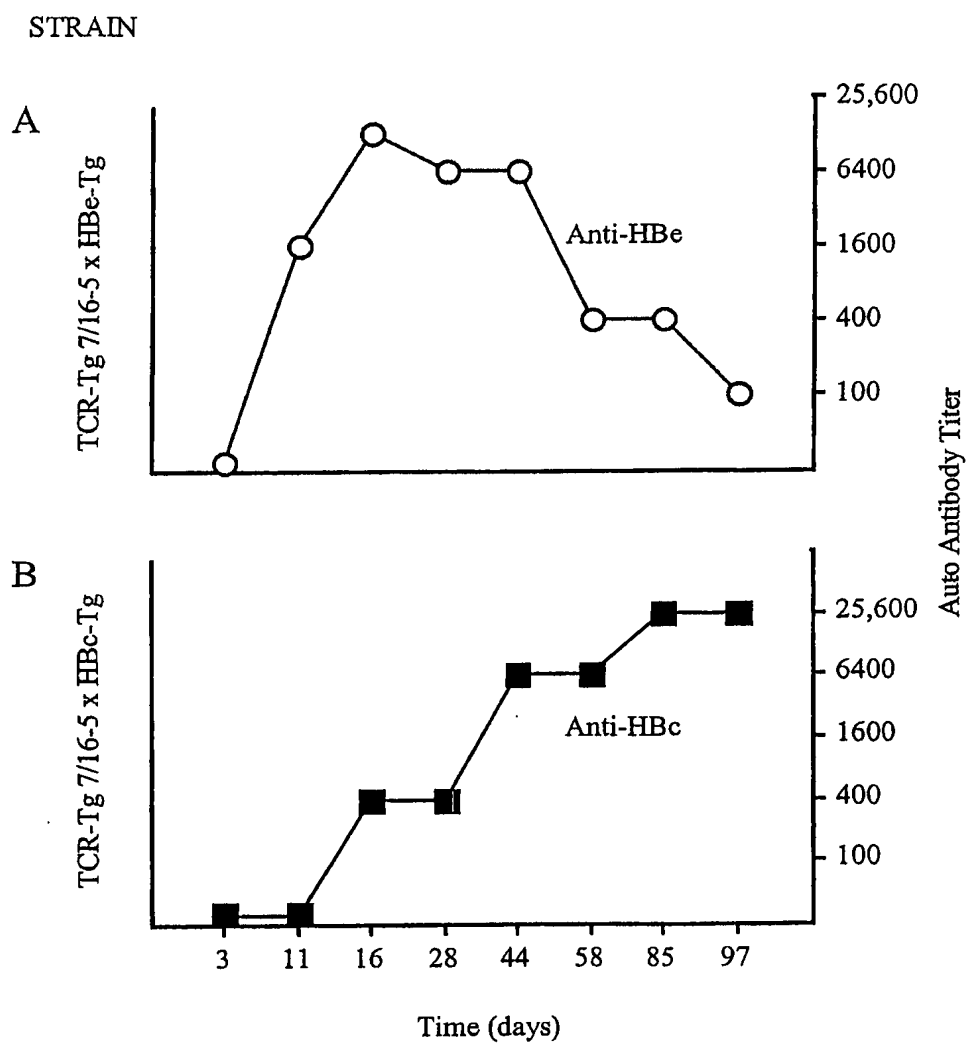 STRAIN
A
TCR-Tg 7/16-5 x HBe-Tg
Anti-HBe
25,600
6400
1600
400
100
Auto Antibody Titer
B
TCR-Tg 7/16-5 x HBc-Tg
Anti-HBc
25,600
6400
1600
400
100
3 11 16 28 44 58 85 97
Time (days)